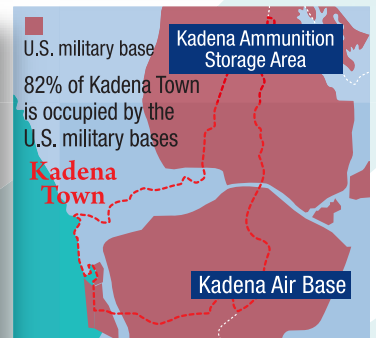 U.S. military base
82% of Kadena Town
is occupied by the
U.S. military bases
Kadena Ammunition
Storage Area
Kadena
Town
Kadena Air Base